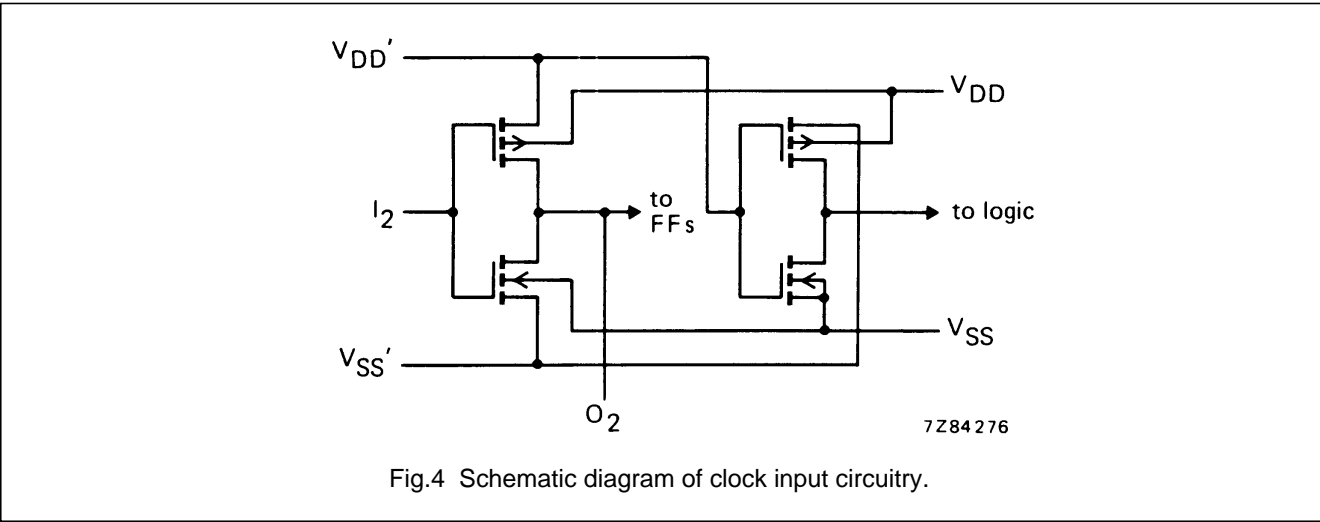 VDD'
VDD
I2
to
FFs
to logic
VSS'
VSS
O2
7Z84276
Fig.4 Schematic diagram of clock input circuitry.